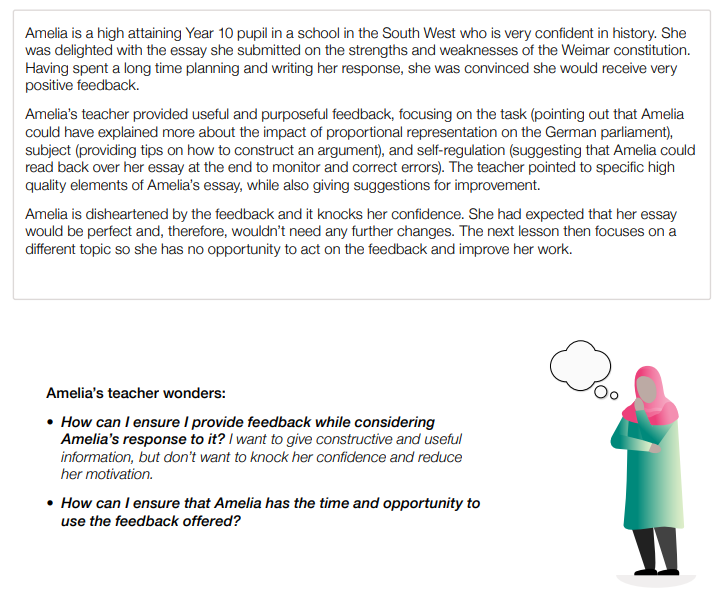 Amelia is a high attaining Year 10 pupil in a school in the South West who is very confident in history. She
was delighted with the essay she submitted on the strengths and weaknesses of the Weimar constitution.
Having spent a long time planning and writing her response, she was convinced she would receive very
positive feedback.
Amelia's teacher provided useful and purposeful feedback, focusing on the task (pointing out that Amelia
could have explained more about the impact of proportional representation on the German parliament),
subject (providing tips on how to construct an argument), and self-regulation (suggesting that Amelia could
read back over her essay at the end to monitor and correct errors). The teacher pointed to specific high
quality elements of Amelia's essay, while also giving suggestions for improvement.
Amelia is disheartened by the feedback and it knocks her confidence. She had expected that her essay
would be perfect and, therefore, wouldn't need any further changes. The next lesson then focuses on a
different topic so she has no opportunity to act on the feedback and improve her work.
Amelia's teacher wonders:
• How can I ensure I provide feedback while considering
Amelia's response to it? I want to give constructive and useful
information, but don't want to knock her confidence and reduce
her motivation.
• How can I ensure that Amelia has the time and opportunity to
use the feedback offered?